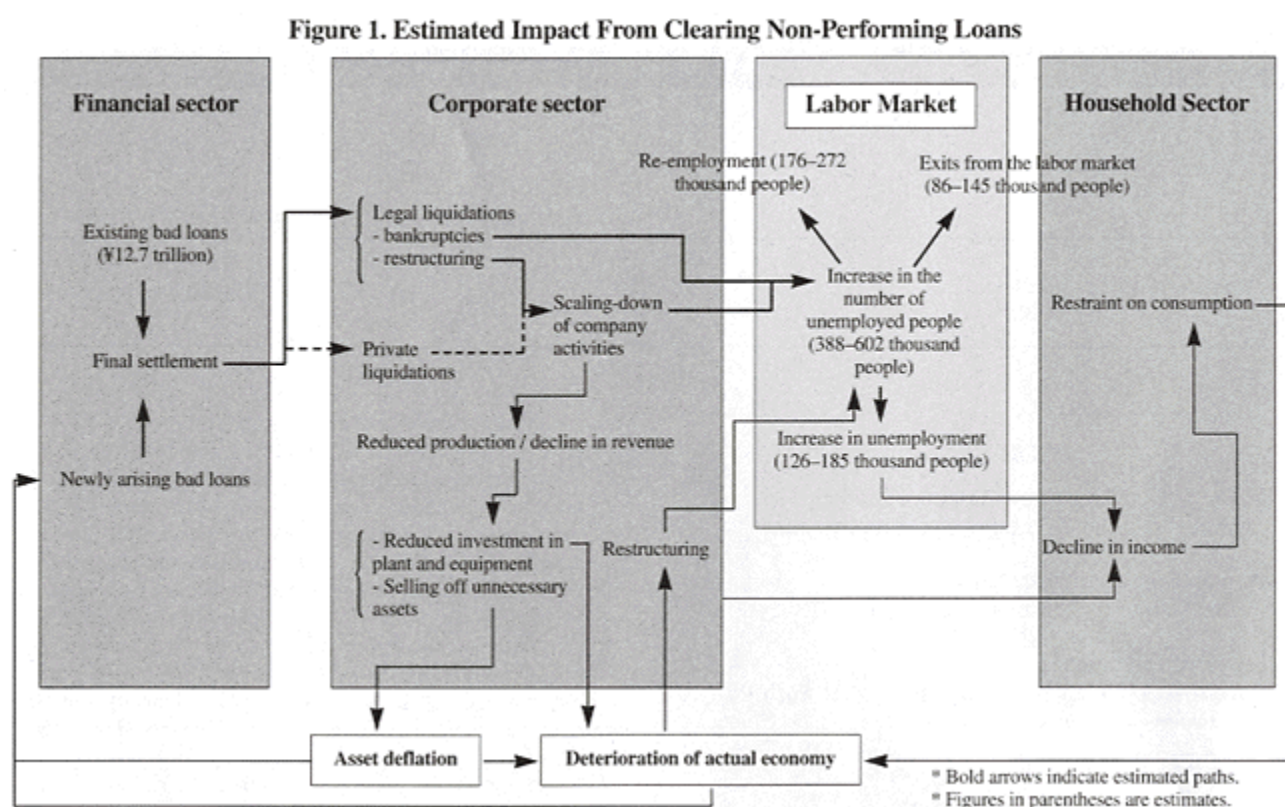 Figure 1. Estimated Impact From Clearing Non-Performing Loans
Financial sector
Existing bad loans
(¥12.7 trillion)
Final settlement
Newly arising bad loans
Corporate sector
Legal liquidations
- bankruptcies
- restructuring
Private
liquidations
Scaling-down
of company
activities
Reduced production / decline in revenue
- Reduced investment in
plant and equipment
- Selling off unnecessary
assets
Restructuring
Labor Market
Re-employment (176–272
thousand people)
Exits from the labor market
(86–145 thousand people)
Increase in the
number of
unemployed people
(388–602 thousand
people)
Increase in unemployment
(126–185 thousand people)
Household Sector
Restraint on consumption
Decline in income
Asset deflation
Deterioration of actual economy
* Bold arrows indicate estimated paths.
* Figures in parentheses are estimates.